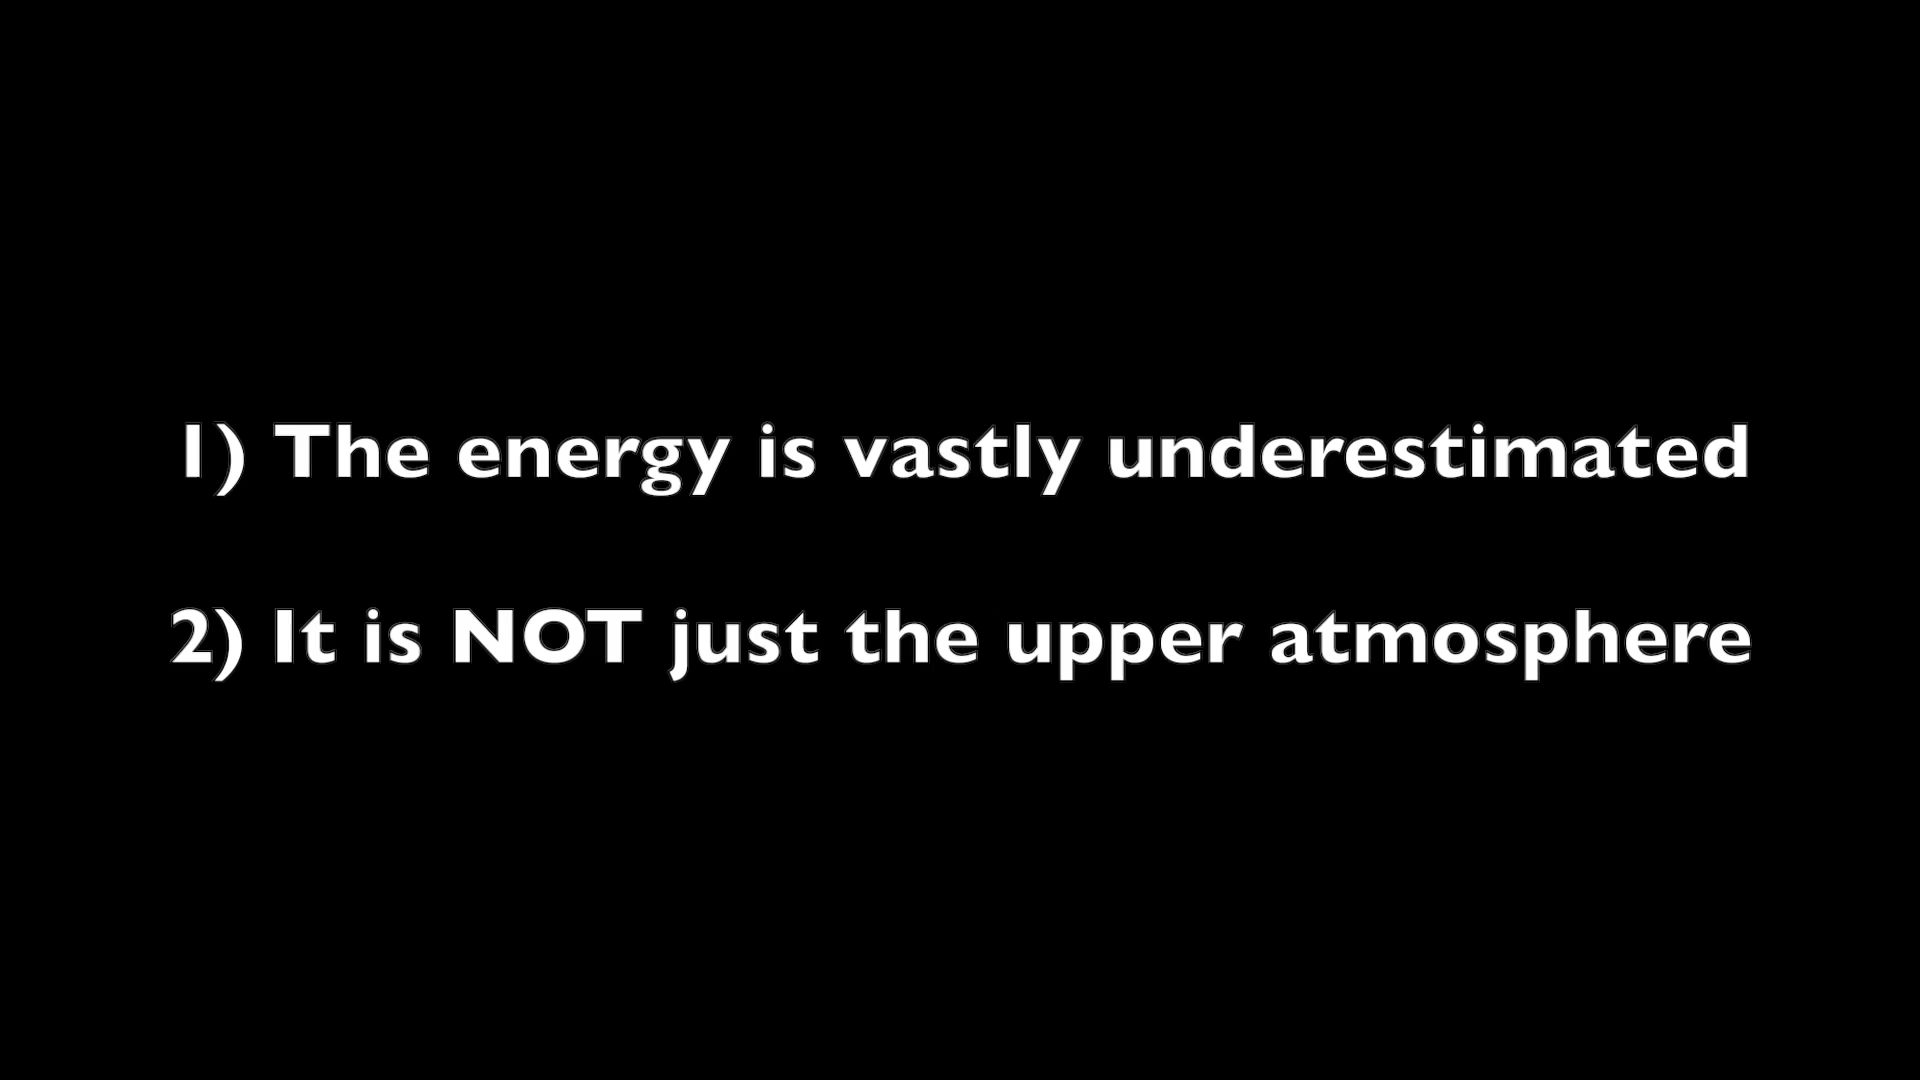 1) The energy is vastly underestimated
2) It is NOT just the upper atmosphere